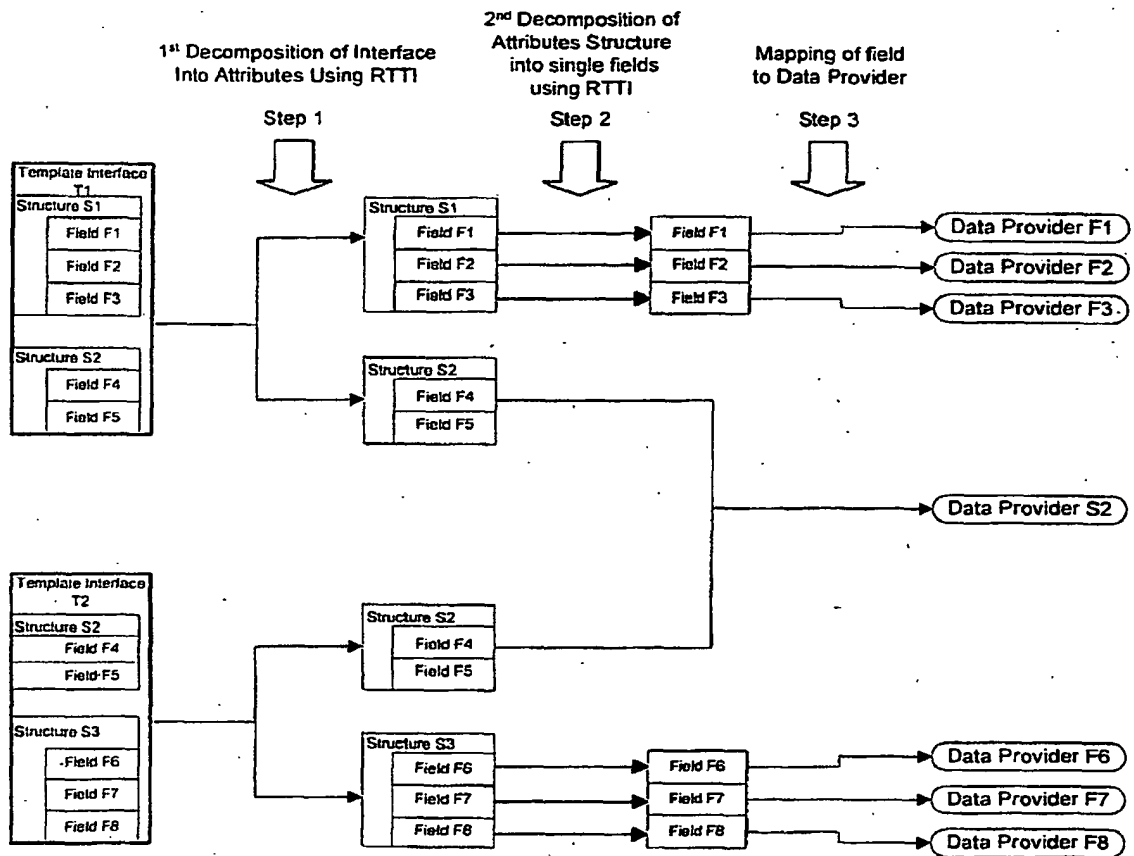 1st Decomposition of Interface
Into Attributes Using RTTI
Step 1
2nd Decomposition of
Attributes Structure
into single fields
using RTTI
Step 2
Mapping of field
to Data Provider
Step 3
Template Interface
T1
Structure S1
Field F1
Field F2
Field F3
Structure S2
Field F4
Field F5
Structure S1
Field F1
Field F2
Field F3
Structure S2
Field F4
Field F5
Field F1
Field F2
Field F3
Data Provider F1
Data Provider F2
Data Provider F3
Data Provider S2
Template Interface
T2
Structure S2
Field F4
Field F5
Structure S3
Field F6
Field F7
Field F8
Structure S2
Field F4
Field F5
Structure S3
Field F6
Field F7
Field F8
Field F6
Field F7
Field F8
Data Provider F6
Data Provider F7
Data Provider F8